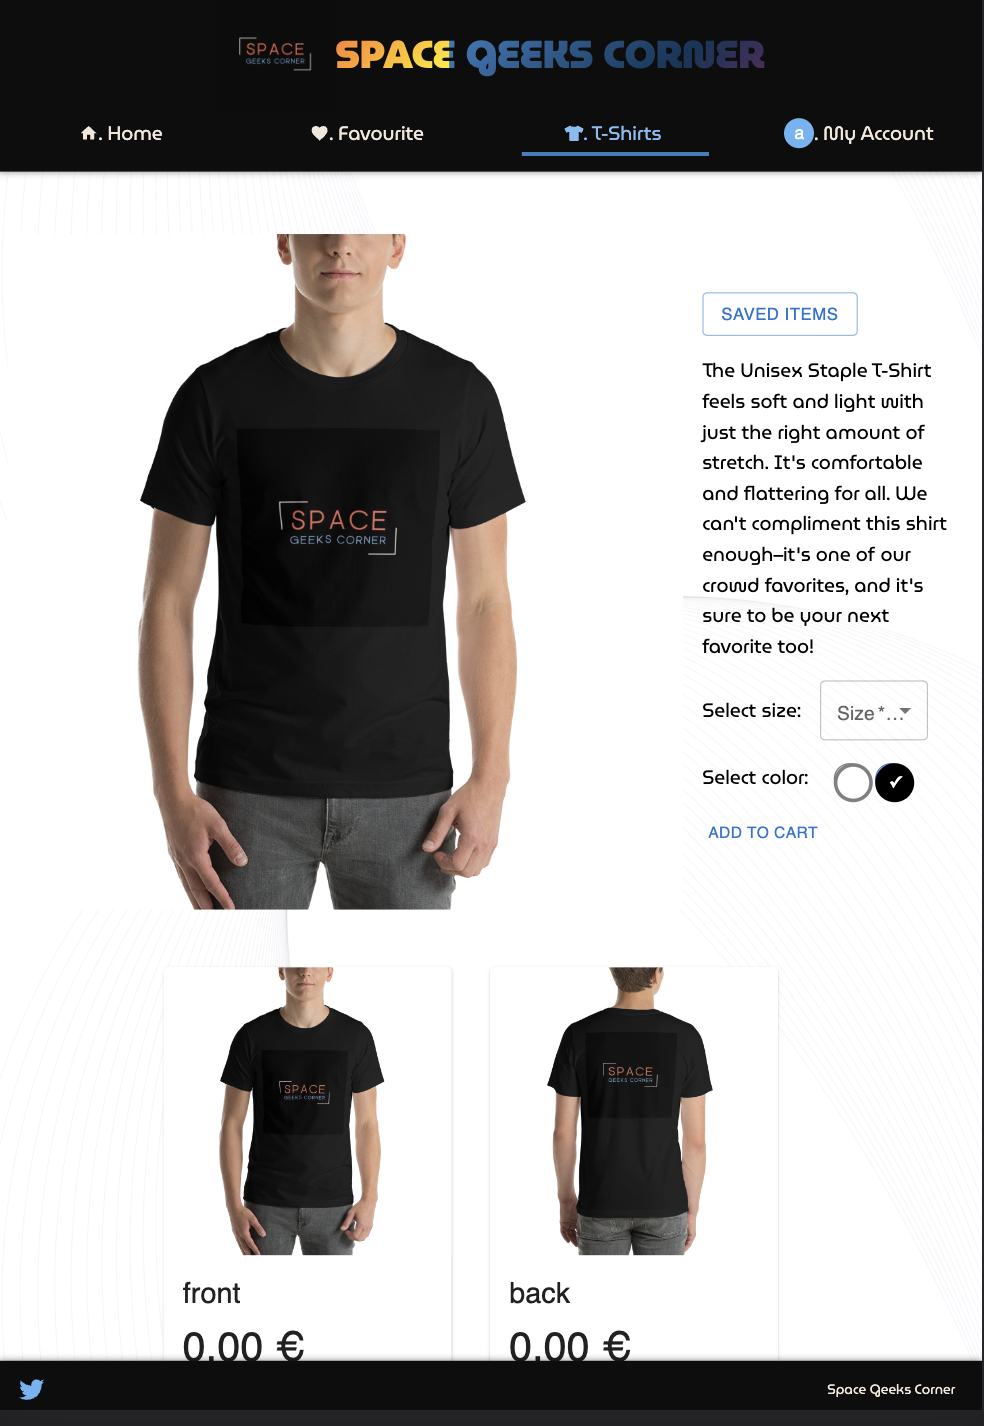 SPACE
GEEKS CORNER
SPACE GEEKS CORNER
. Home
. Favourite
. T-Shirts
a . My Account
SPACE
GEEKS CORNER
SAVED ITEMS
The Unisex Staple T-Shirt
feels soft and light with
just the right amount of
stretch. It's comfortable
and flattering for all. We
can't compliment this shirt
enough–it's one of our
crowd favorites, and it's
sure to be your next
favorite too!
Select size:
Size *...
Select color:
ADD TO CART
SPACE
GEEKS CORNER
SPACE
GEEKS CORNER
front
back
0.00 €
0.00 €
Space Geeks Corner